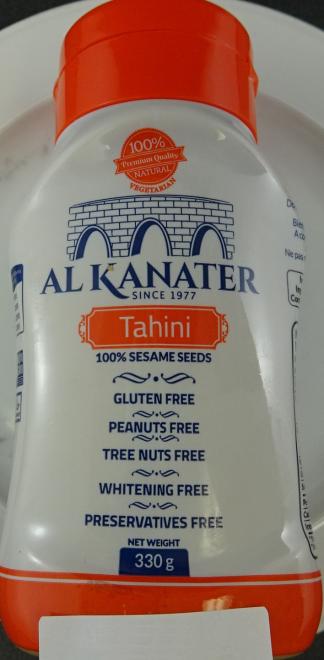 100%
Premium Quality
NATURAL
VEGETARIAN
AL KANATER
SINCE 1977
Tahini
100% SESAME SEEDS
GLUTEN FREE
PEANUTS FREE
TREE NUTS FREE
WHITENING FREE
PRESERVATIVES FREE
NET WEIGHT
330 g